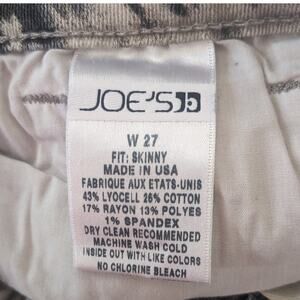 JOE'S
W 27
FIT: SKINNY
MADE IN USA
FABRIQUE AUX ETATS-UNIS
43% LYOCELL 26% COTTON
17% RAYON 13% POLYES
1% SPANDEX
DRY CLEAN RECOMMENDED
MACHINE WASH COLD
INSIDE OUT WITH LIKE COLORS
NO CHLORINE BLEACH